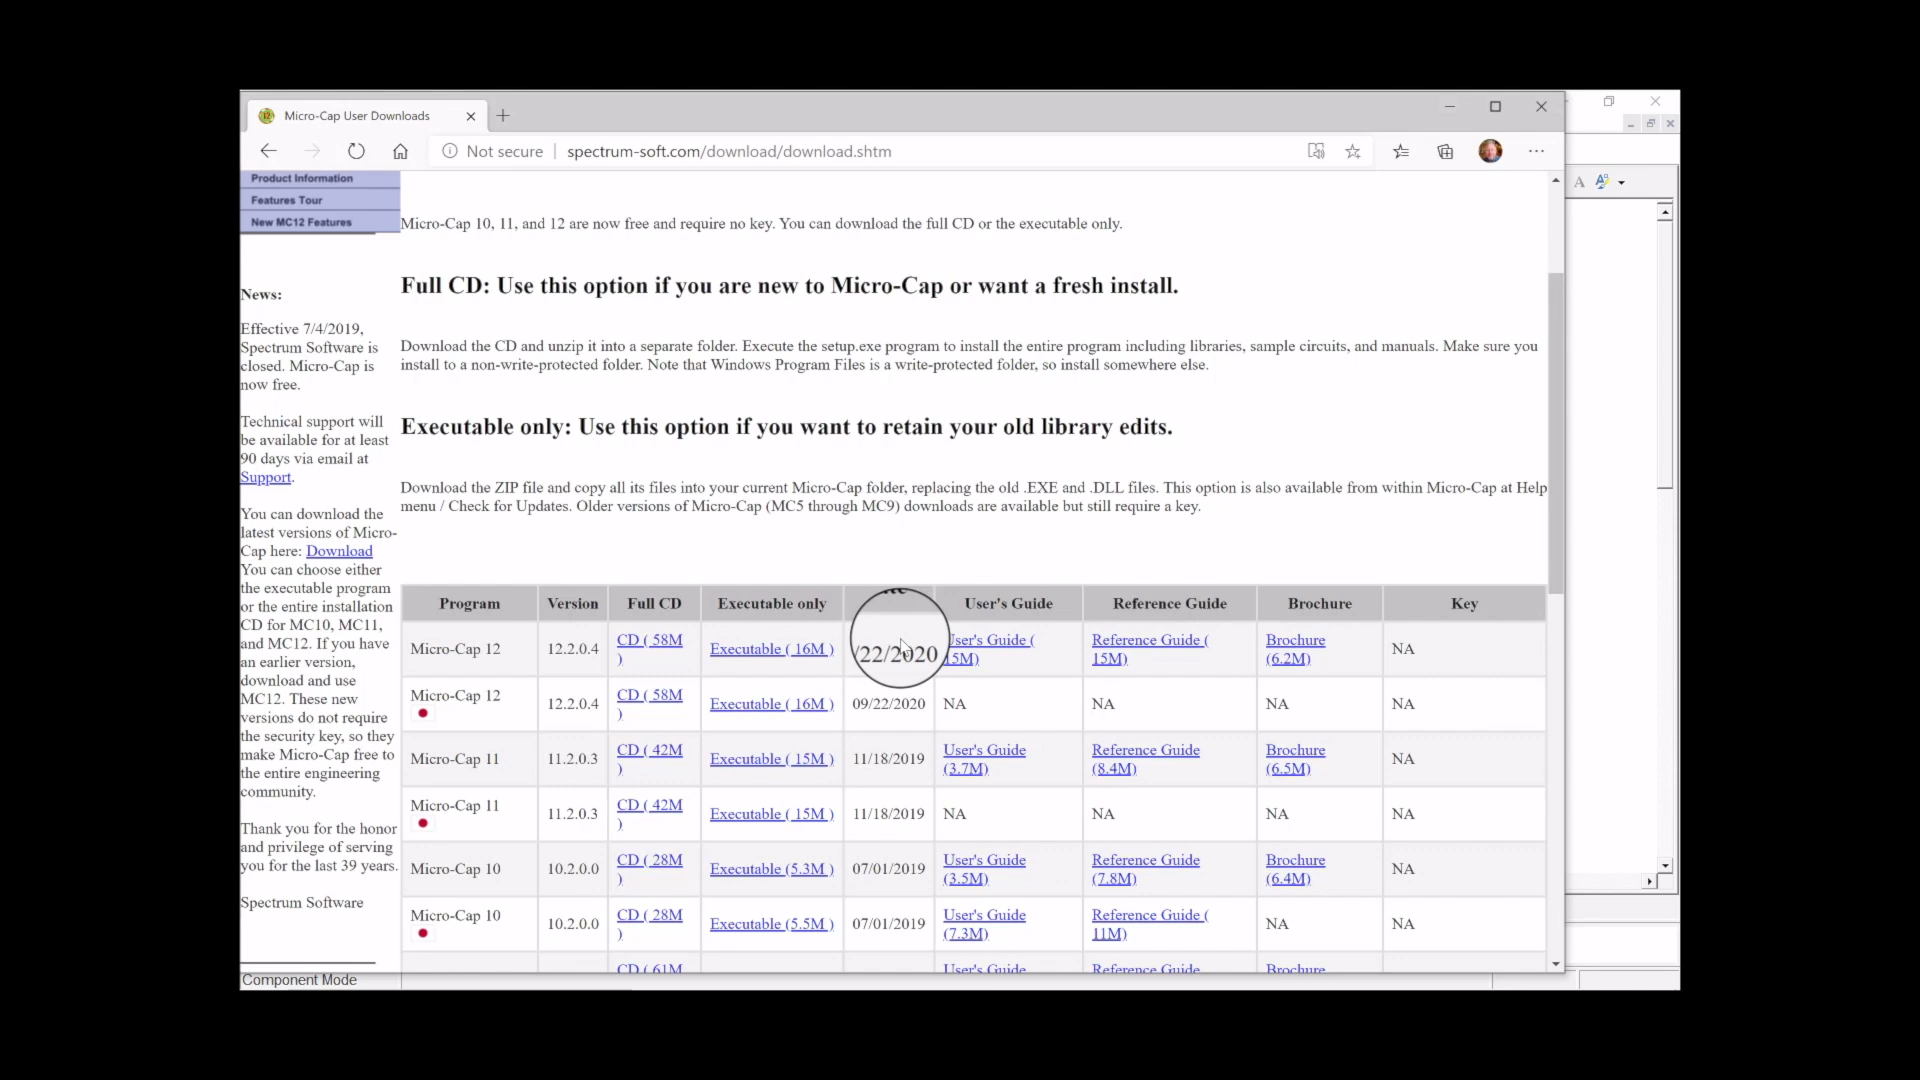 Micro-Cap User Downloads
Not secure | spectrum-soft.com/download/download.shtm
Product Information
Features Tour
New MC12 Features
News:
Effective 7/4/2019,
Spectrum Software is
closed. Micro-Cap is
now free.
Technical support will
be available for at least
90 days via email at
Support.
You can download the
latest versions of Micro-
Cap here: Download
You can choose either
the executable program
or the entire installation
CD for MC10, MC11,
and MC12. If you have
an earlier version,
download and use
MC12. These new
versions do not require
the security key, so they
make Micro-Cap free to
the entire engineering
community.
Thank you for the honor
and privilege of serving
you for the last 39 years.
Spectrum Software
Micro-Cap 10, 11, and 12 are now free and require no key. You can download the full CD or the executable only.
Full CD: Use this option if you are new to Micro-Cap or want a fresh install.
Download the CD and unzip it into a separate folder. Execute the setup.exe program to install the entire program including libraries, sample circuits, and manuals. Make sure you
install to a non-write-protected folder. Note that Windows Program Files is a write-protected folder, so install somewhere else.
Executable only: Use this option if you want to retain your old library edits.
Download the ZIP file and copy all its files into your current Micro-Cap folder, replacing the old .EXE and .DLL files. This option is also available from within Micro-Cap at Help
menu / Check for Updates. Older versions of Micro-Cap (MC5 through MC9) downloads are available but still require a key.
Program Version Full CD Executable only User's Guide Reference Guide Brochure Key
Micro-Cap 12 12.2.0.4 CD ( 58M ) Executable ( 16M ) /22/2020 User's Guide ( 15M) Reference Guide ( 15M) Brochure (6.2M) NA
Micro-Cap 12 12.2.0.4 CD ( 58M ) Executable ( 16M ) 09/22/2020 NA NA NA NA
Micro-Cap 11 11.2.0.3 CD ( 42M ) Executable ( 15M ) 11/18/2019 User's Guide (3.7M) Reference Guide (8.4M) Brochure (6.5M) NA
Micro-Cap 11 11.2.0.3 CD ( 42M ) Executable ( 15M ) 11/18/2019 NA NA NA NA
Micro-Cap 10 10.2.0.0 CD ( 28M ) Executable (5.3M ) 07/01/2019 User's Guide (3.5M) Reference Guide (7.8M) Brochure (6.4M) NA
Micro-Cap 10 10.2.0.0 CD ( 28M ) Executable (5.5M ) 07/01/2019 User's Guide (7.3M) Reference Guide ( 11M) NA NA
CD ( 61M User's Guide Reference Guide Brochure
Component Mode